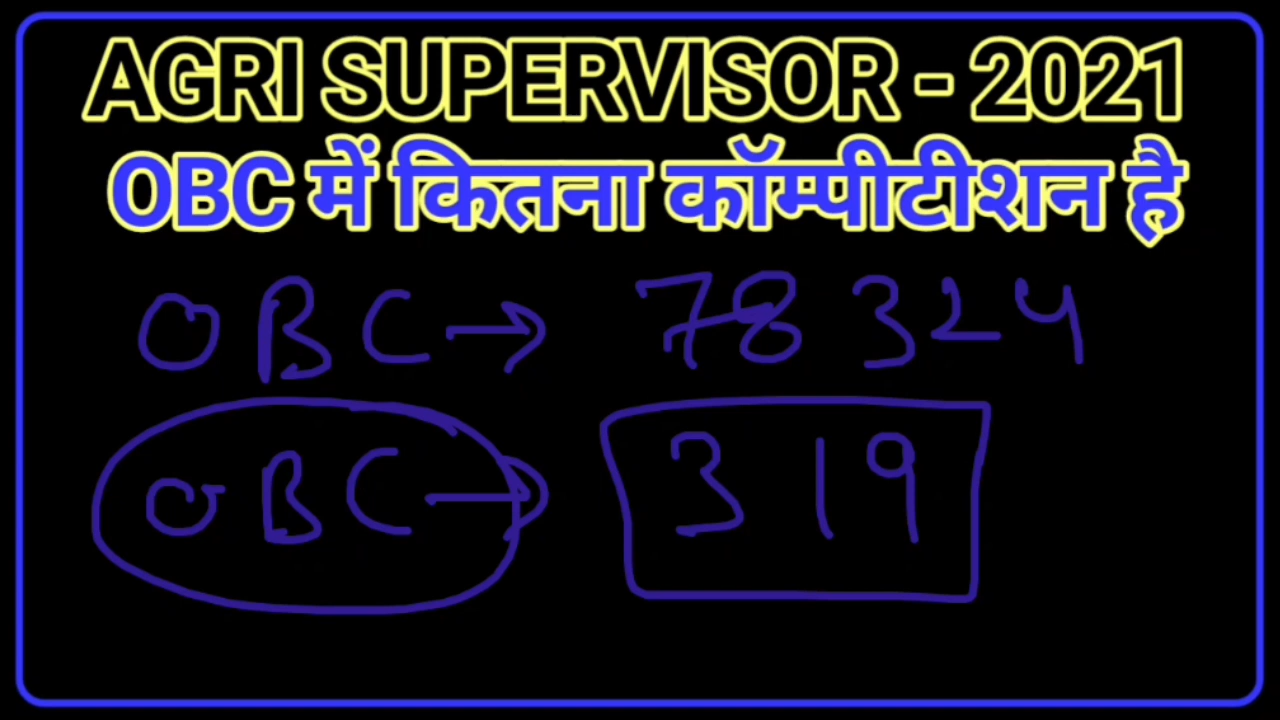 AGRI SUPERVISOR - 2021
OBC में कितना कॉम्पीटीशन है
OBC → 78324
OBC → 319